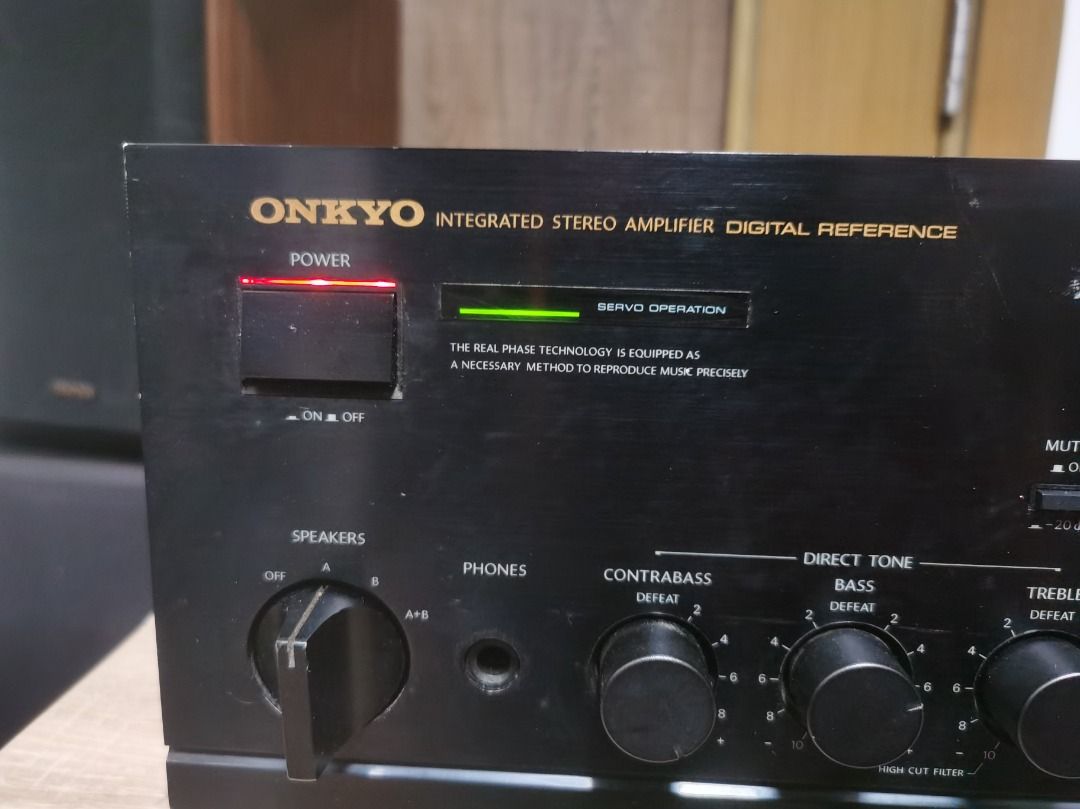 ONKYO INTEGRATED STEREO AMPLIFIER DIGITAL REFERENCE
POWER
SERVO OPERATION
THE REAL PHASE TECHNOLOGY IS EQUIPPED AS
A NECESSARY METHOD TO REPRODUCE MUSIC PRECISELY
ON OFF
SPEAKERS
OFF A B A+B
PHONES
DIRECT TONE
CONTRABASS
DEFEAT
2 4 6 8 +
BASS
DEFEAT
2 4 6 8 10 -
2 4 6 +
HIGH CUT FILTER
TREBLE
DEFEAT
2 4 6 8 10 -
MUT
-20